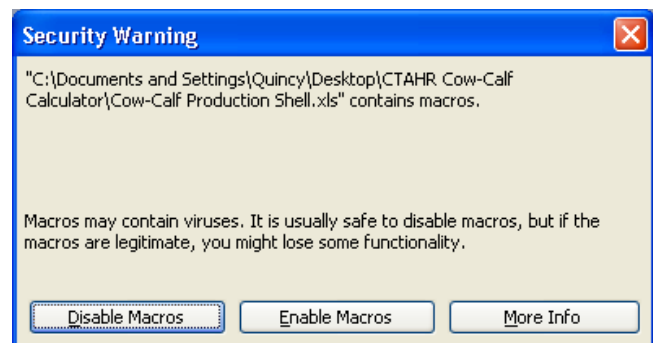 Security Warning
"C:\Documents and Settings\Quincy\Desktop\CTAHR Cow-Calf
Calculator\Cow-Calf Production Shell.xls" contains macros.
Macros may contain viruses. It is usually safe to disable macros, but if the
macros are legitimate, you might lose some functionality.
Disable Macros
Enable Macros
More Info